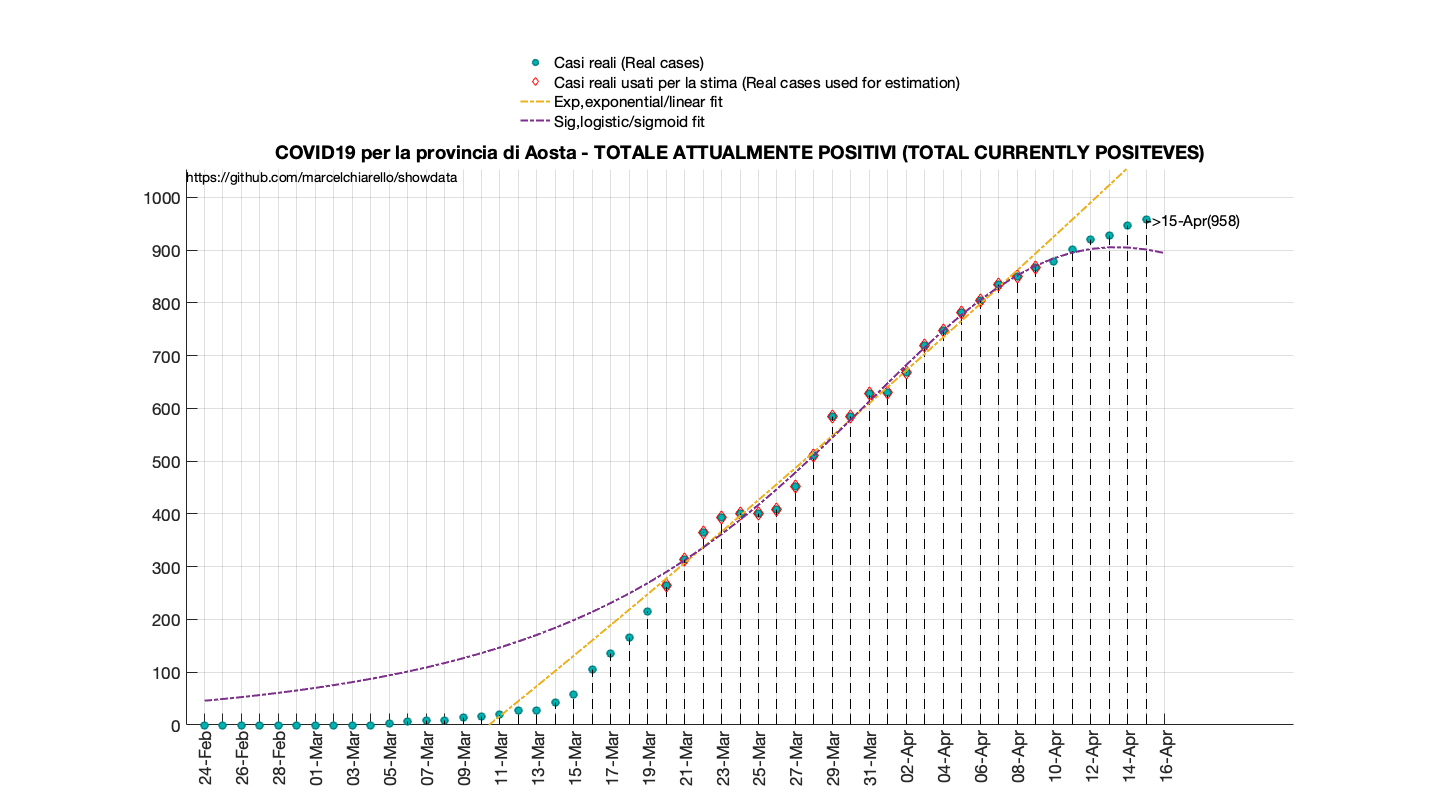 Casi reali (Real cases)
Casi reali usati per la stima (Real cases used for estimation)
Exp,exponential/linear fit
Sig,logistic/sigmoid fit
COVID19 per la provincia di Aosta - TOTALE ATTUALMENTE POSITIVI (TOTAL CURRENTLY POSITEVES)
https://github.com/marcelchiarello/showdata
1000
900
800
700
600
500
400
300
200
100
0
->15-Apr(958)
24-Feb
26-Feb
28-Feb
01-Mar
03-Mar
05-Mar
07-Mar
09-Mar
11-Mar
13-Mar
15-Mar
17-Mar
19-Mar
21-Mar
23-Mar
25-Mar
27-Mar
29-Mar
31-Mar
02-Apr
04-Apr
06-Apr
08-Apr
10-Apr
12-Apr
14-Apr
16-Apr